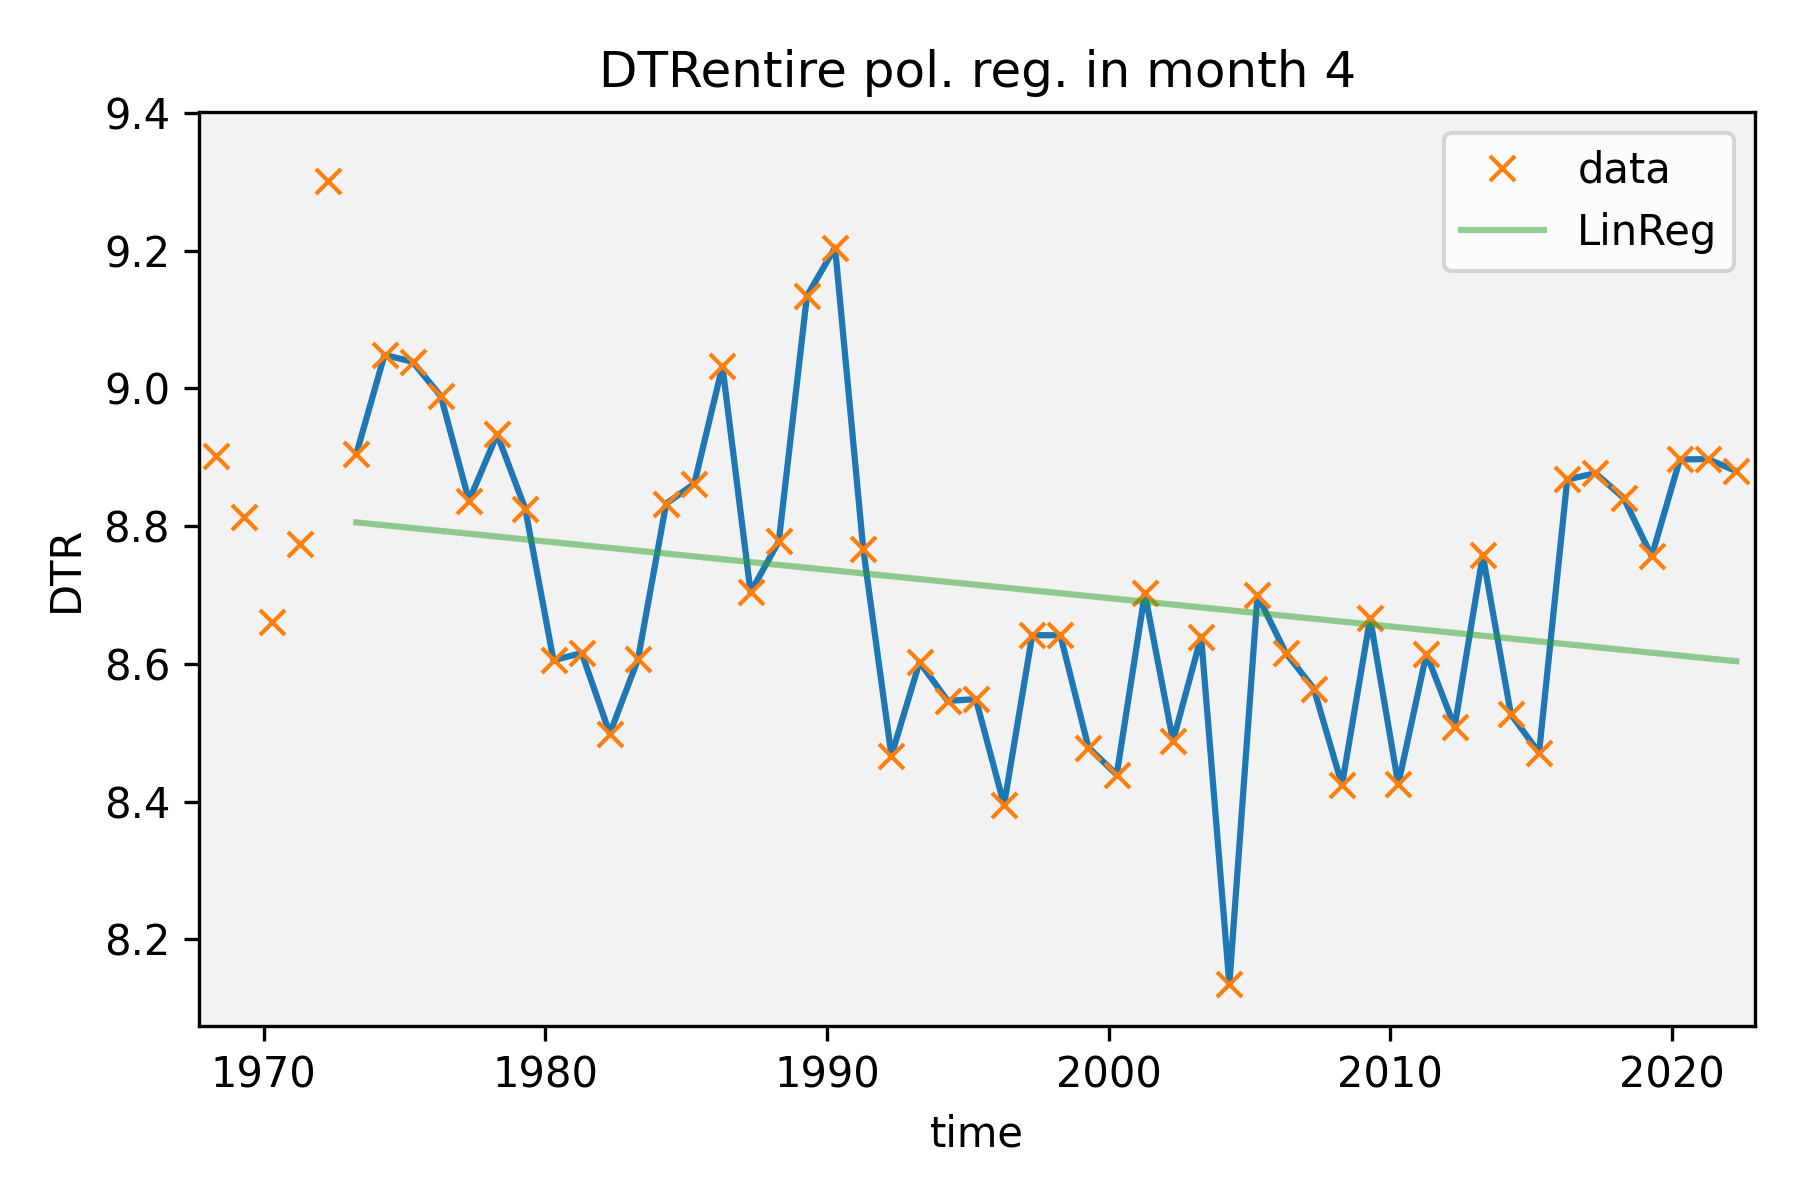 DTRentire pol. reg. in month 4
9.4
9.2
9.0
8.8
8.6
8.4
8.2
DTR
data
LinReg
1970 1980 1990 2000 2010 2020
time